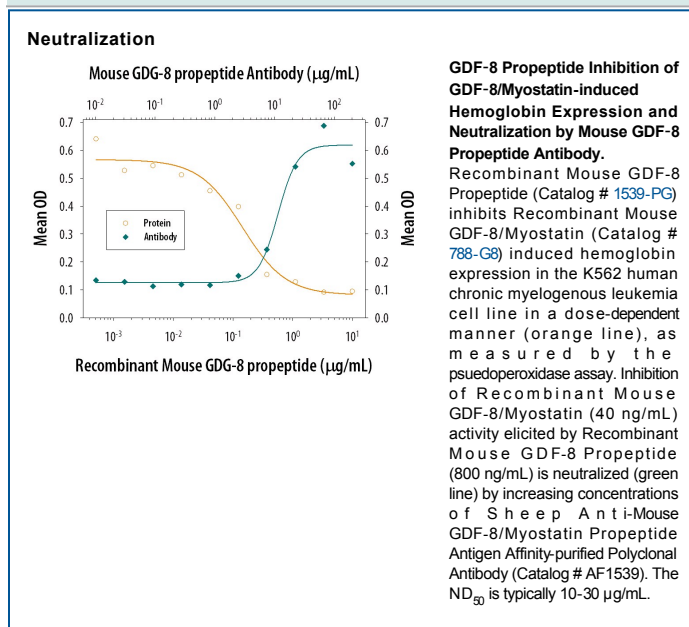 Neutralization
Mouse GDG-8 propeptide Antibody (µg/mL)
10⁻² 10⁻¹ 10⁰ 10¹ 10²
0.7 0.7
0.6 0.6
0.5 0.5
0.4 0.4
0.3 0.3
0.2 0.2
0.1 0.1
0.0 0.0
Mean OD
Mean OD
Protein
Antibody
10⁻³ 10⁻² 10⁻¹ 10⁰ 10¹
Recombinant Mouse GDG-8 propeptide (µg/mL)
GDF-8 Propeptide Inhibition of
GDF-8/Myostatin-induced
Hemoglobin Expression and
Neutralization by Mouse GDF-8
Propeptide Antibody.
Recombinant Mouse GDF-8
Propeptide (Catalog # 1539-PG)
inhibits Recombinant Mouse
GDF-8/Myostatin (Catalog #
788-G8) induced hemoglobin
expression in the K562 human
chronic myelogenous leukemia
cell line in a dose-dependent
manner (orange line), as
measured by the
psuedoperoxidase assay. Inhibition
of Recombinant Mouse
GDF-8/Myostatin (40 ng/mL)
activity elicited by Recombinant
Mouse GDF-8 Propeptide
(800 ng/mL) is neutralized (green
line) by increasing concentrations
of Sheep Anti-Mouse
GDF-8/Myostatin Propeptide
Antigen Affinity-purified Polyclonal
Antibody (Catalog # AF1539). The
ND₅₀ is typically 10-30 µg/mL.